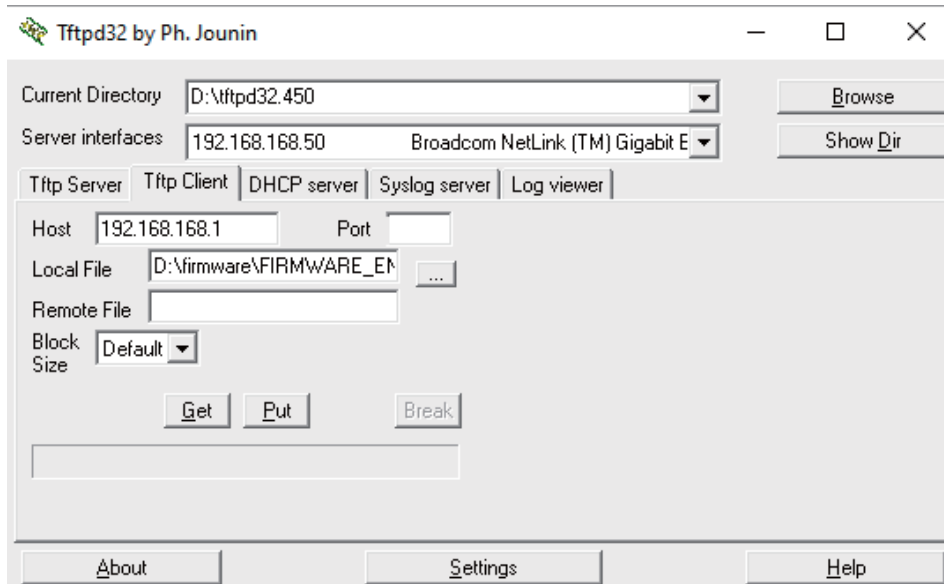 Tftpd32 by Ph. Jounin
Current Directory D:\tftpd32.450 Browse
Server interfaces 192.168.168.50 Broadcom NetLink (TM) Gigabit E Show Dir
Tftp Server Tftp Client DHCP server Syslog server Log viewer
Host 192.168.168.1 Port
Local File D:\firmware\FIRMWARE_EN ...
Remote File
Block
Size Default
Get Put Break
About Settings Help